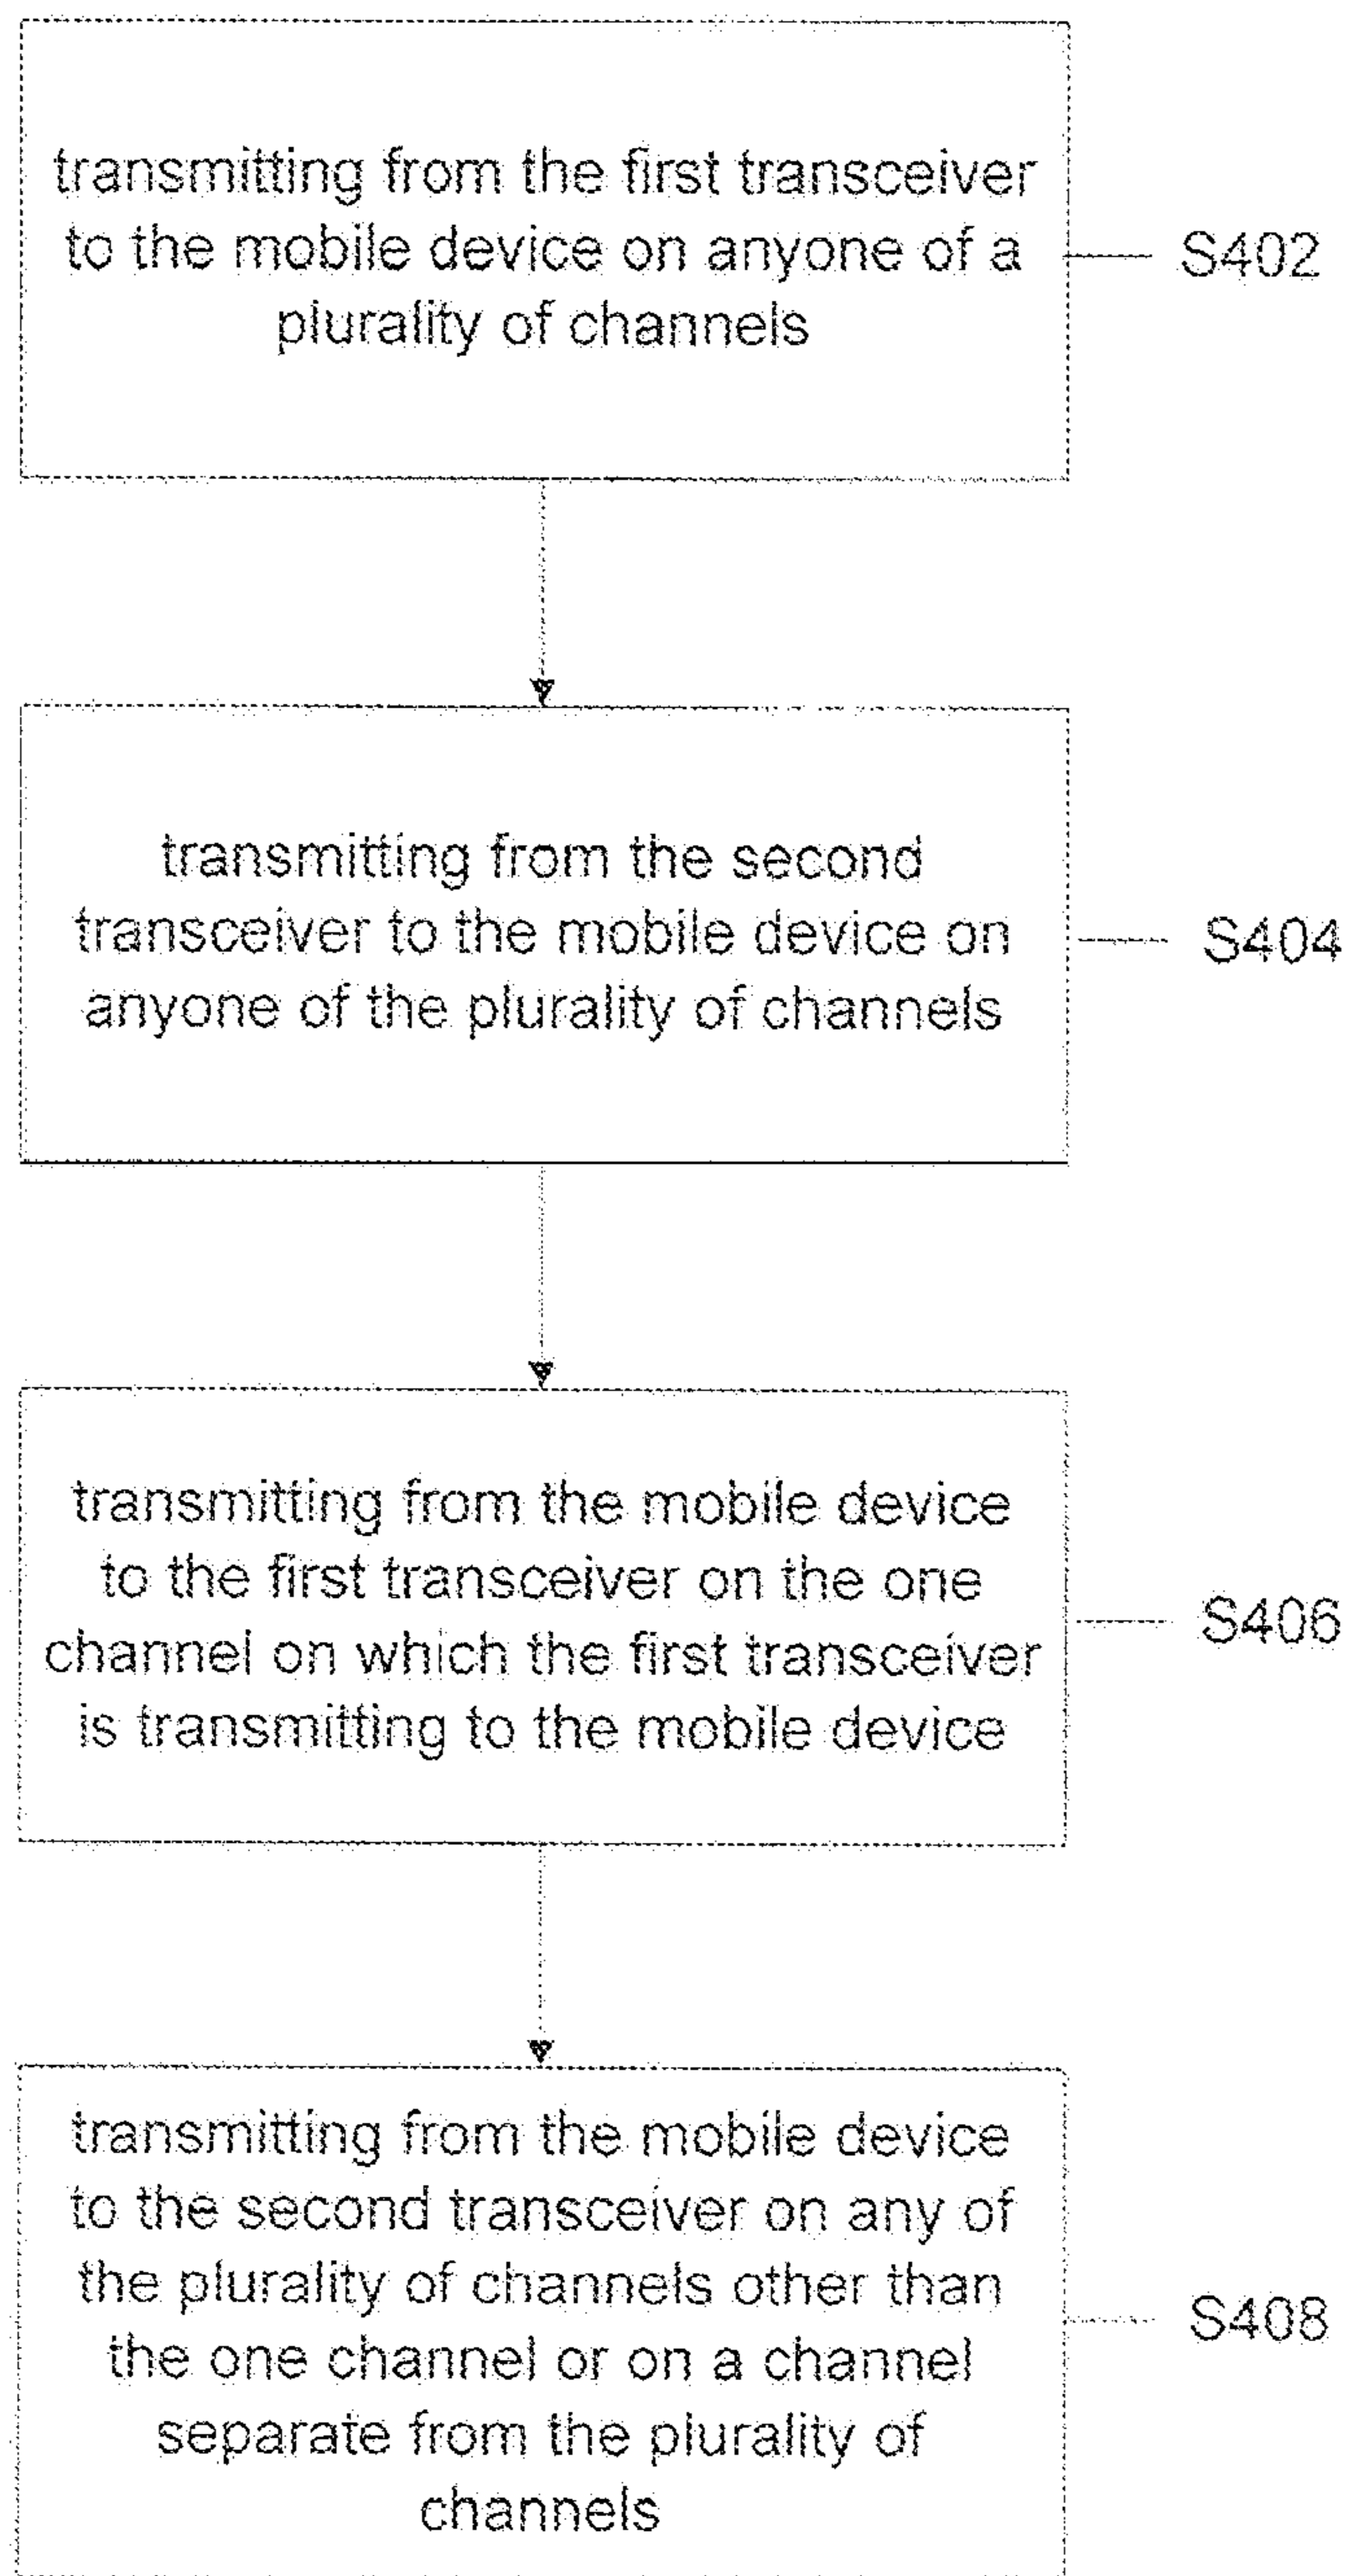 transmitting from the first transceiver
to the mobile device on anyone of a
plurality of channels
S402
transmitting from the second
transceiver to the mobile device on
anyone of the plurality of channels
S404
transmitting from the mobile device
to the first transceiver on the one
channel on which the first transceiver
is transmitting to the mobile device
S406
transmitting from the mobile device
to the second transceiver on any of
the plurality of channels other than
the one channel or on a channel
separate from the plurality of
channels
S408